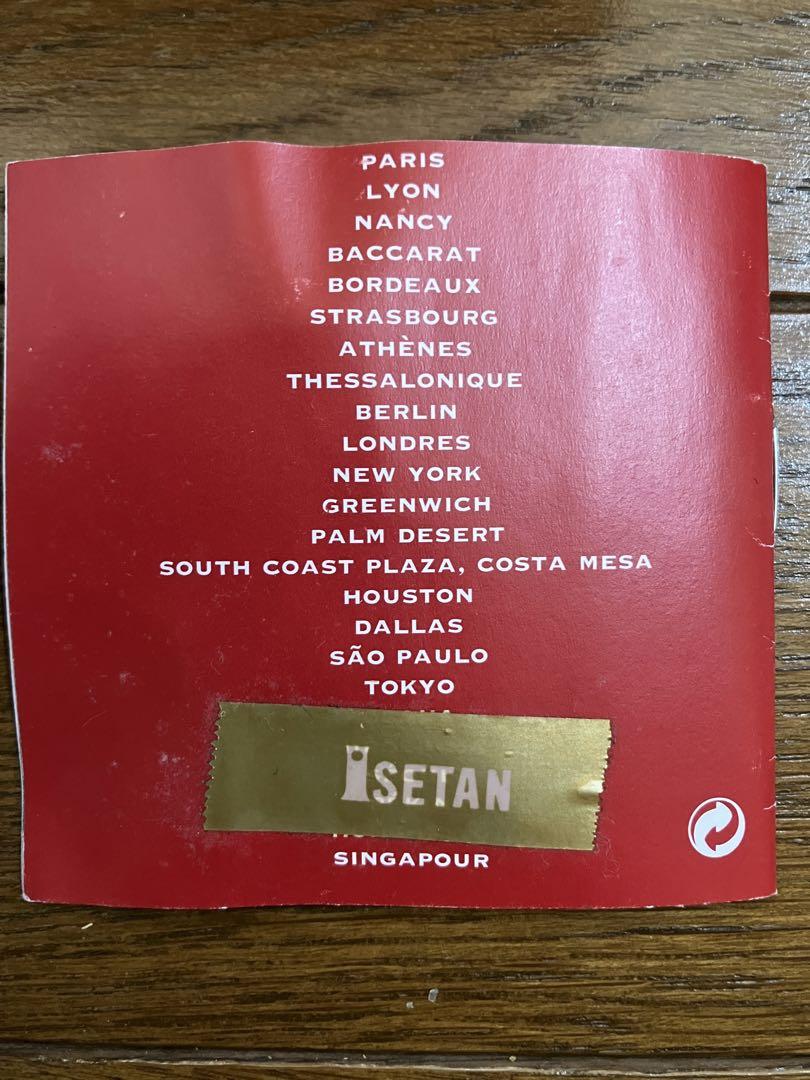 PARIS
LYON
NANCY
BACCARAT
BORDEAUX
STRASBOURG
ATHÈNES
THESSALONIQUE
BERLIN
LONDRES
NEW YORK
GREENWICH
PALM DESERT
SOUTH COAST PLAZA, COSTA MESA
HOUSTON
DALLAS
SÃO PAULO
TOKYO
ISETAN
SINGAPOUR